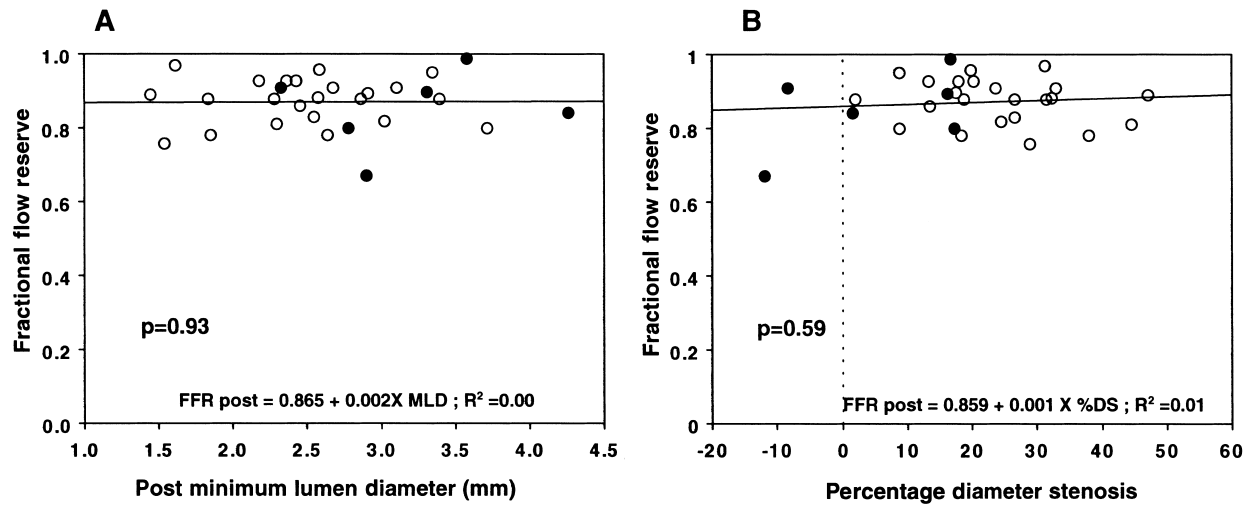 A
Fractional flow reserve
1.0
0.8
0.6
0.4
0.2
0.0
p=0.93
FFR post = 0.865 + 0.002X MLD ; R² =0.00
1.0 1.5 2.0 2.5 3.0 3.5 4.0 4.5
Post minimum lumen diameter (mm)
B
Fractional flow reserve
1
0.8
0.6
0.4
0.2
0
p=0.59
FFR post = 0.859 + 0.001 X %DS ; R² =0.01
-20 -10 0 10 20 30 40 50 60
Percentage diameter stenosis